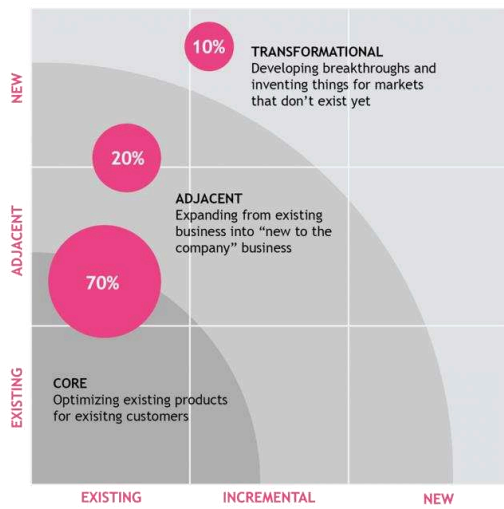 10%
TRANSFORMATIONAL
Developing breakthroughs and
inventing things for markets
that don't exist yet
NEW
20%
ADJACENT
Expanding from existing
business into “new to the
company” business
ADJACENT
70%
CORE
Optimizing existing products
for exisitng customers
EXISTING
EXISTING
INCREMENTAL
NEW